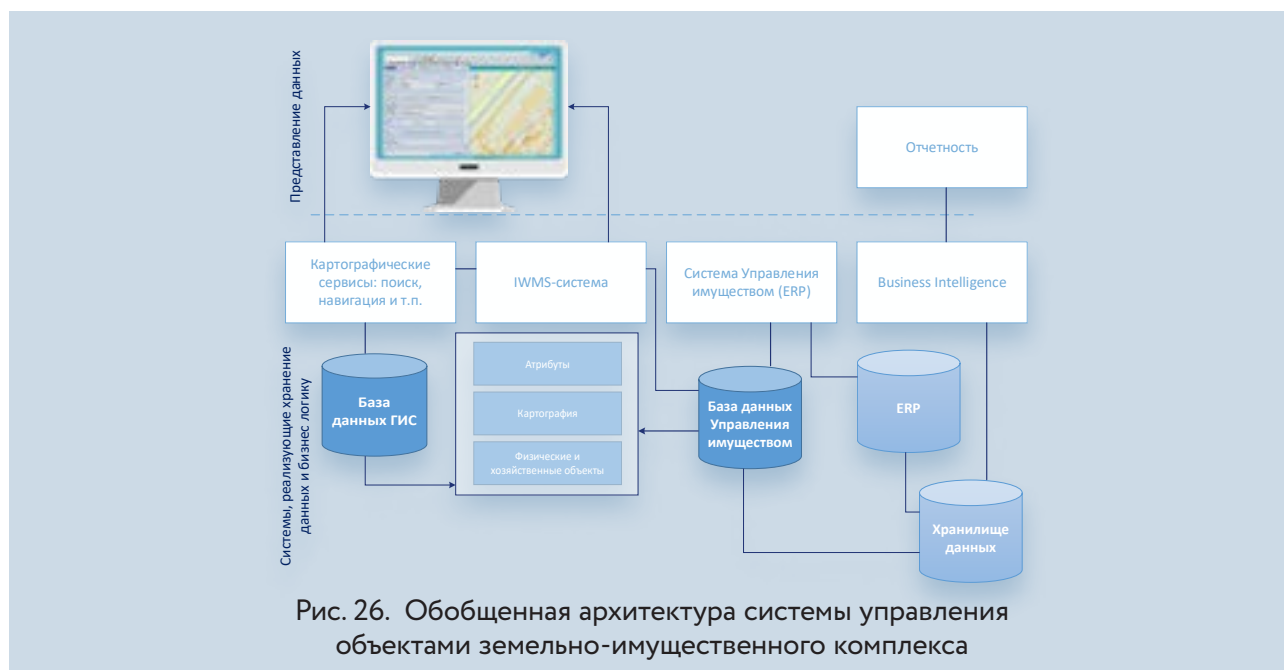 Представление данных
Отчетность
Картографические
сервисы: поиск,
навигация и т.п.
IWMS-система
Система Управления
имуществом (ERP)
Business Intelligence
Системы, реализующие хранение
данных и бизнес логику
База
данных ГИС
Атрибуты
Картография
Физические и
хозяйственные объекты
База данных
Управления
имуществом
ERP
Хранилище
данных
Рис. 26. Обобщенная архитектура системы управления
объектами земельно-имущественного комплекса